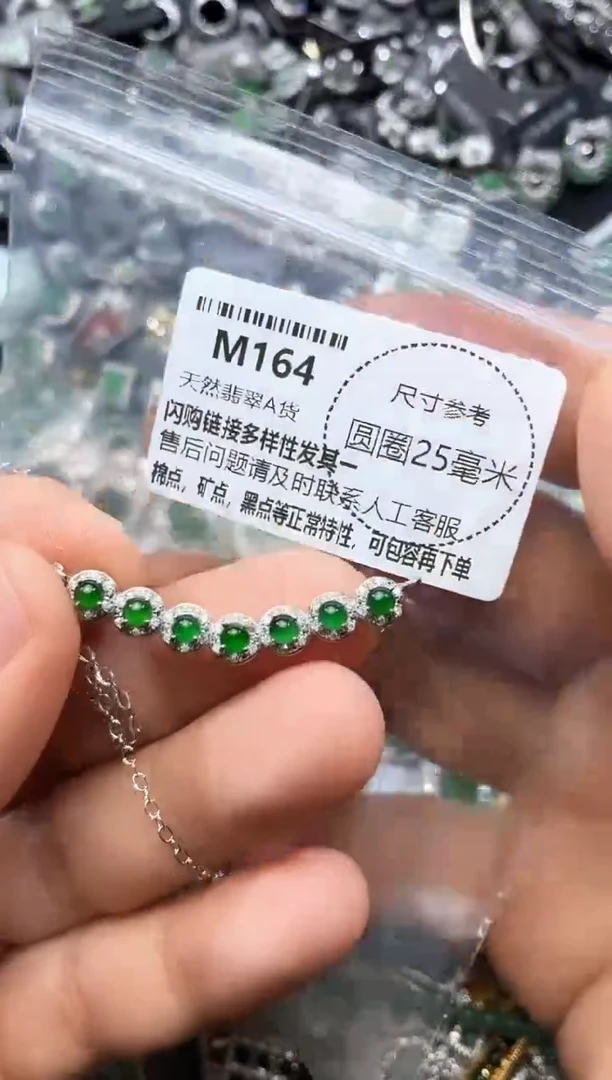 M164
天然翡翠A货
闪购链接多样性发其一
售后问题请及时联系人工客服
棉点，矿点，黑点等正常特性，可包容再下单
尺寸参考
圆圈25毫米